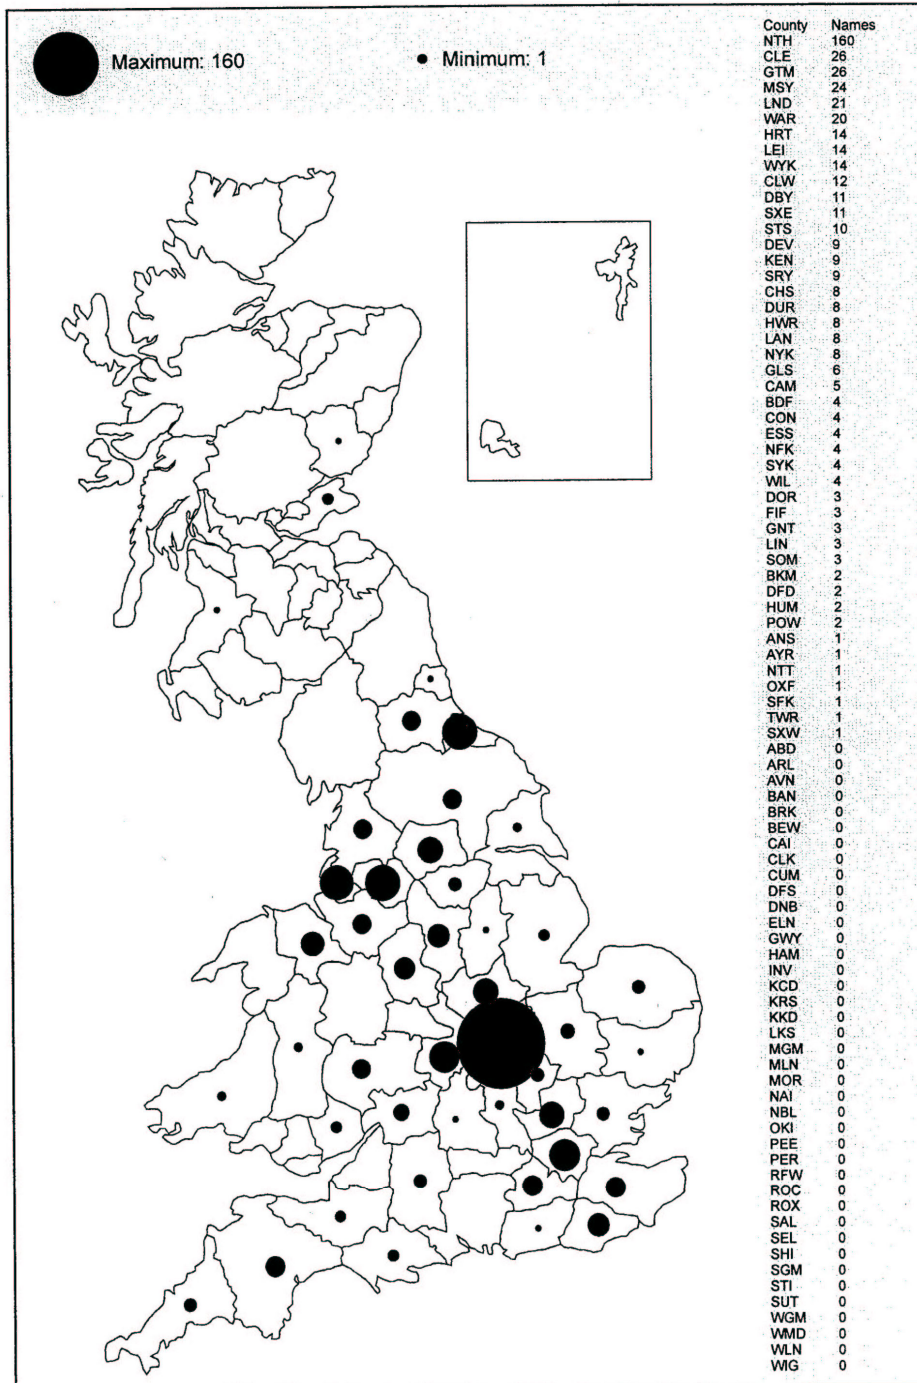 Maximum: 160
Minimum: 1
County Names
NTH 160
CLE 26
GTM 26
MSY 24
LND 21
WAR 20
HRT 14
LEI 14
WYK 14
CLW 12
DBY 11
SXE 11
STS 10
DEV 9
KEN 9
SRY 9
CHS 8
DUR 8
HWR 8
LAN 8
NYK 8
GLS 6
CAM 5
BDF 4
CON 4
ESS 4
NFK 4
SYK 4
WIL 4
DOR 3
FIF 3
GNT 3
LIN 3
SOM 3
BKM 2
DFD 2
HUM 2
POW 2
ANS 1
AYR 1
NTT 1
OXF 1
SFK 1
TWR 1
SXW 1
ABD 0
ARL 0
AVN 0
BAN 0
BRK 0
BEW 0
CAI 0
CLK 0
CUM 0
DFS 0
DNB 0
ELN 0
GWY 0
HAM 0
INV 0
KCD 0
KRS 0
KKD 0
LKS 0
MGM 0
MLN 0
MOR 0
NAI 0
NBL 0
OKI 0
PEE 0
PER 0
RFW 0
ROC 0
ROX 0
SAL 0
SEL 0
SHI 0
SGM 0
STI 0
SUT 0
WGM 0
WMD 0
WLN 0
WIG 0